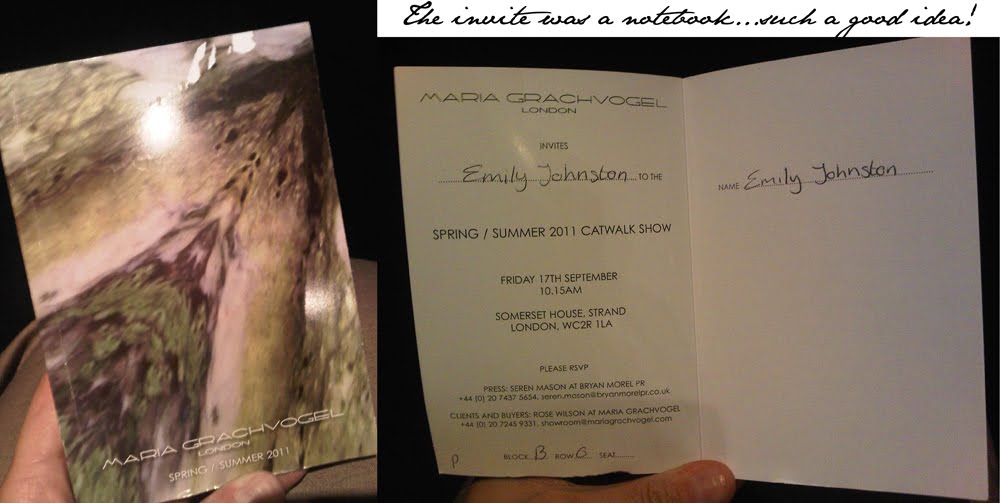 The invite was a notebook...such a good idea!
MARIA GRACHVOGEL
LONDON
SPRING / SUMMER 2011
MARIA GRACHVOGEL
LONDON
INVITES
Emily Johnston TO THE
SPRING / SUMMER 2011 CATWALK SHOW
FRIDAY 17TH SEPTEMBER
10.15AM
SOMERSET HOUSE, STRAND
LONDON, WC2R 1LA
PLEASE RSVP
PRESS: SEREN MASON AT BRYAN MOREL PR
+44 (0) 20 7437 5654, seren.mason@bryanmorelpr.co.uk
CLIENTS AND BUYERS: ROSE WILSON AT MARIA GRACHVOGEL
+44 (0) 20 7245 9331, showroom@mariagrachvogel.com
P. BLOCK B ROW G SEAT
NAME Emily Johnston